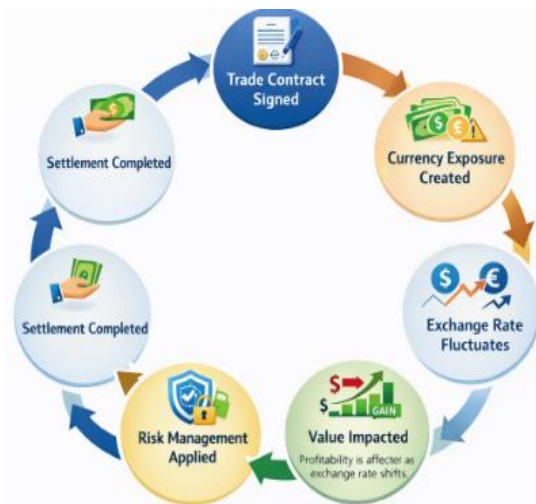 Trade Contract
Signed
Currency Exposure
Created
$ €
Exchange Rate
Fluctuates
$
$
GAIN
Value Impacted
Profitability is affecter as
exchange rate shifts.
Risk Management
Applied
Settlement Completed
$
Settlement Completed